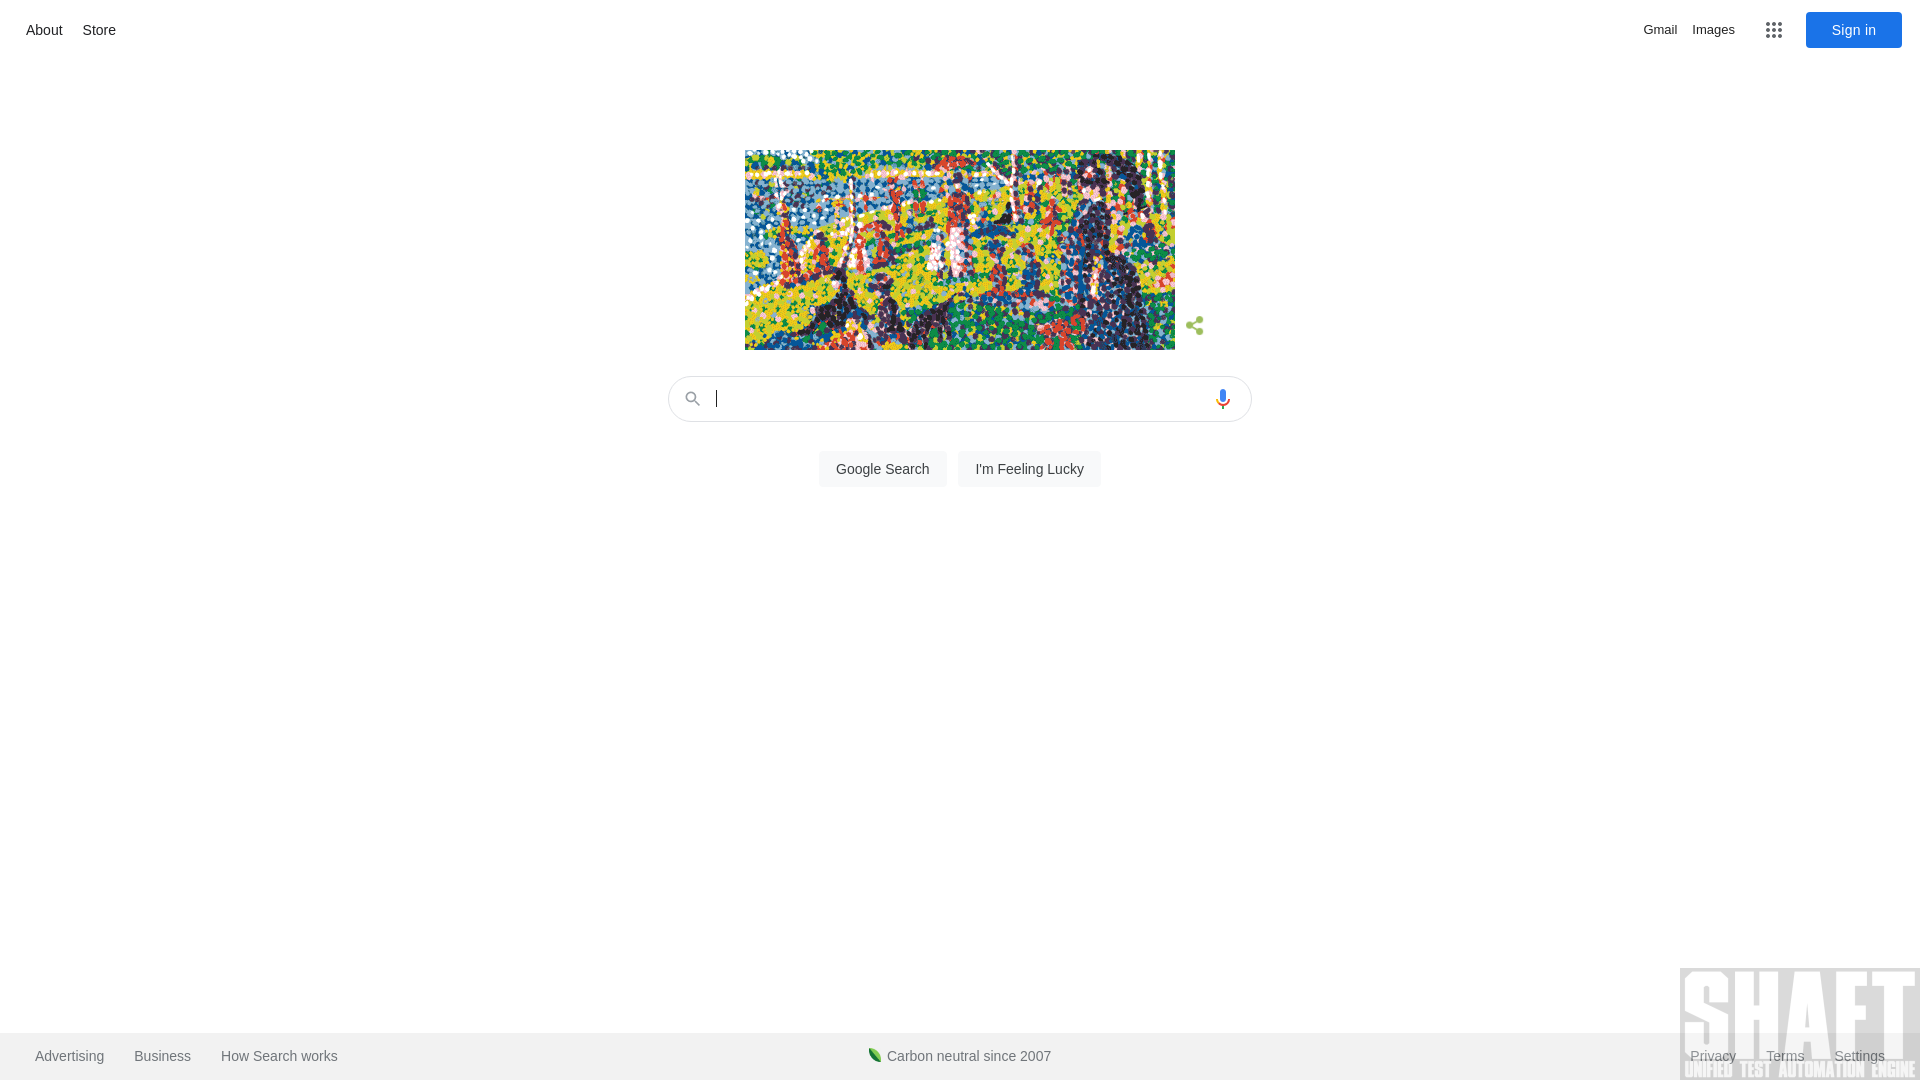 About Store
Gmail Images Sign in
Google Search I'm Feeling Lucky
Advertising Business How Search works
Carbon neutral since 2007
Privacy Terms Settings
SHAFT
UNIFIED TEST AUTOMATION ENGINE